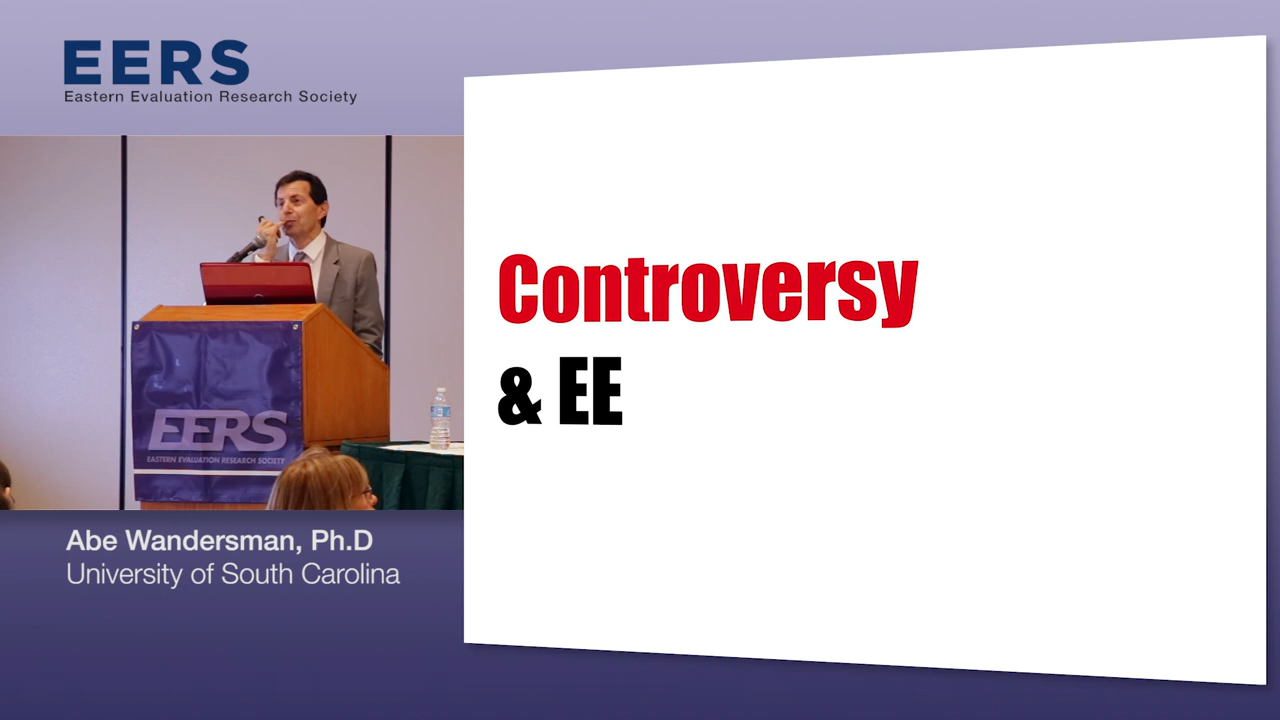 EERS
Eastern Evaluation Research Society
EERS
EASTERN EVALUATION RESEARCH SOCIETY
Abe Wandersman, Ph.D
University of South Carolina
Controversy
& EE